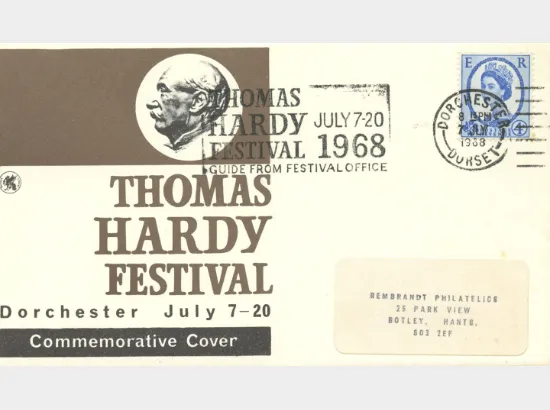 E R
THOMAS
HARDY
FESTIVAL
JULY 7-20
1968
GUIDE FROM FESTIVAL OFFICE
DORCHESTER
1968
DORSET
THOMAS
HARDY
FESTIVAL
Dorchester July 7-20
Commemorative Cover
REMBRANDT PHILATELICS
25 PARK VIEW
BOTLEY, HANTS.
SO3 2EF